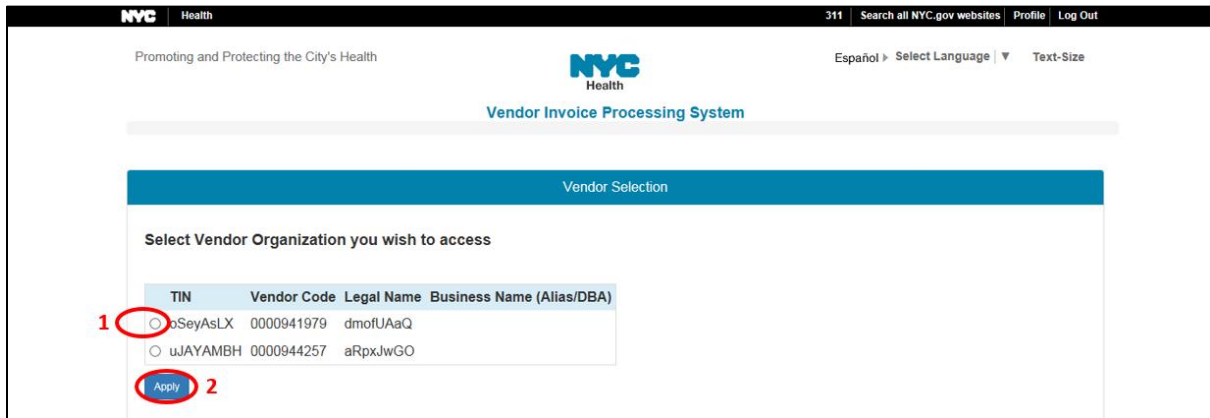 NYC Health 311 Search all NYC.gov websites Profile Log Out
Promoting and Protecting the City's Health
NYC
Health
Español Select Language ▼ Text-Size
Vendor Invoice Processing System
Vendor Selection
Select Vendor Organization you wish to access
TIN Vendor Code Legal Name Business Name (Alias/DBA)
1 oSeyAsLX 0000941979 dmofUAaQ
uJAYAMBH 0000944257 aRpxJwGO
Apply 2